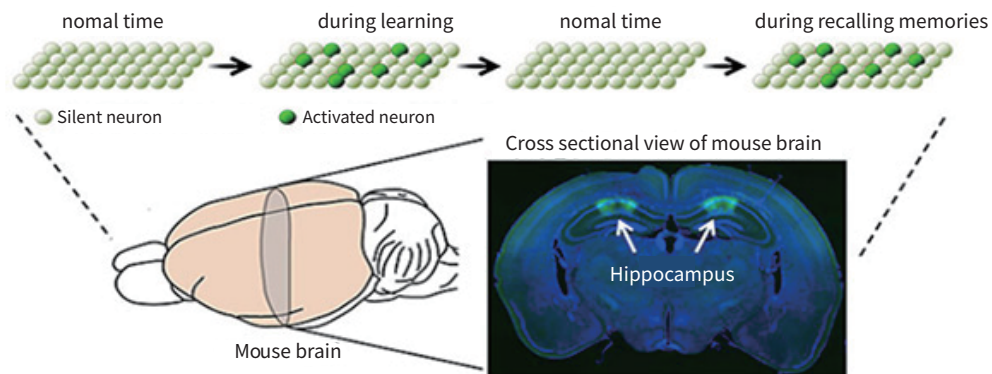 nomal time
during learning
nomal time
during recalling memories
Silent neuron
Activated neuron
Cross sectional view of mouse brain
Hippocampus
Mouse brain